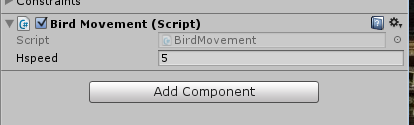 Constraints
Bird Movement (Script)
Script BirdMovement
Hspeed 5
Add Component